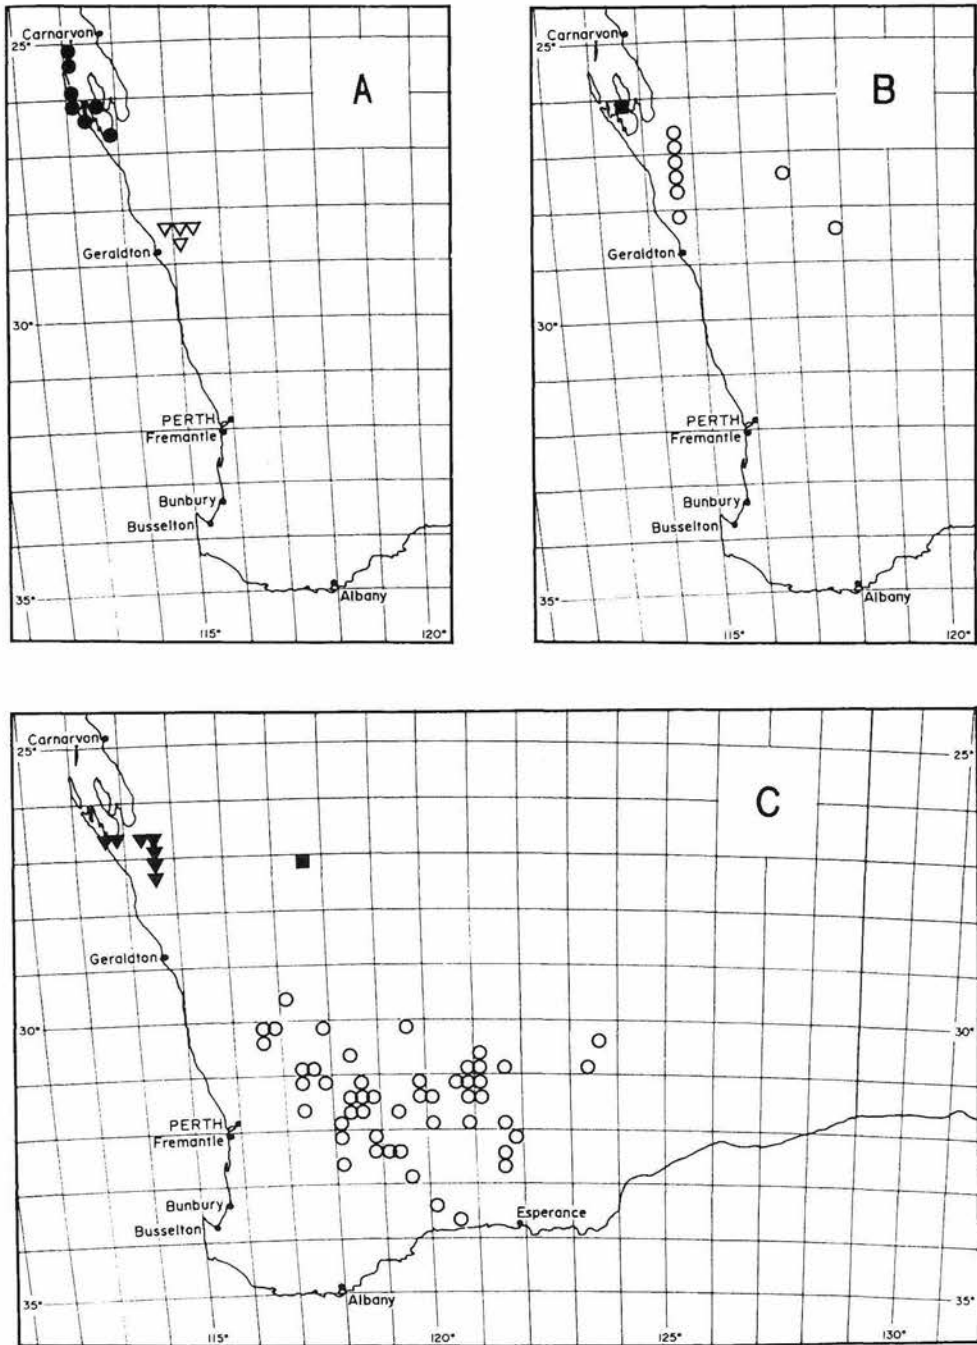 Carnarvon
25°
A
Geraldton
30°
PERTH
Fremantle
Bunbury
Busselton
Albany
35°
115°
120°
Carnarvon
25°
B
Geraldton
30°
PERTH
Fremantle
Bunbury
Busselton
Albany
35°
115°
120°
Carnarvon
25°
25°
C
Geraldton
30°
30°
PERTH
Fremantle
Bunbury
Busselton
Esperance
Albany
35°
35°
115°
120°
125°
130°